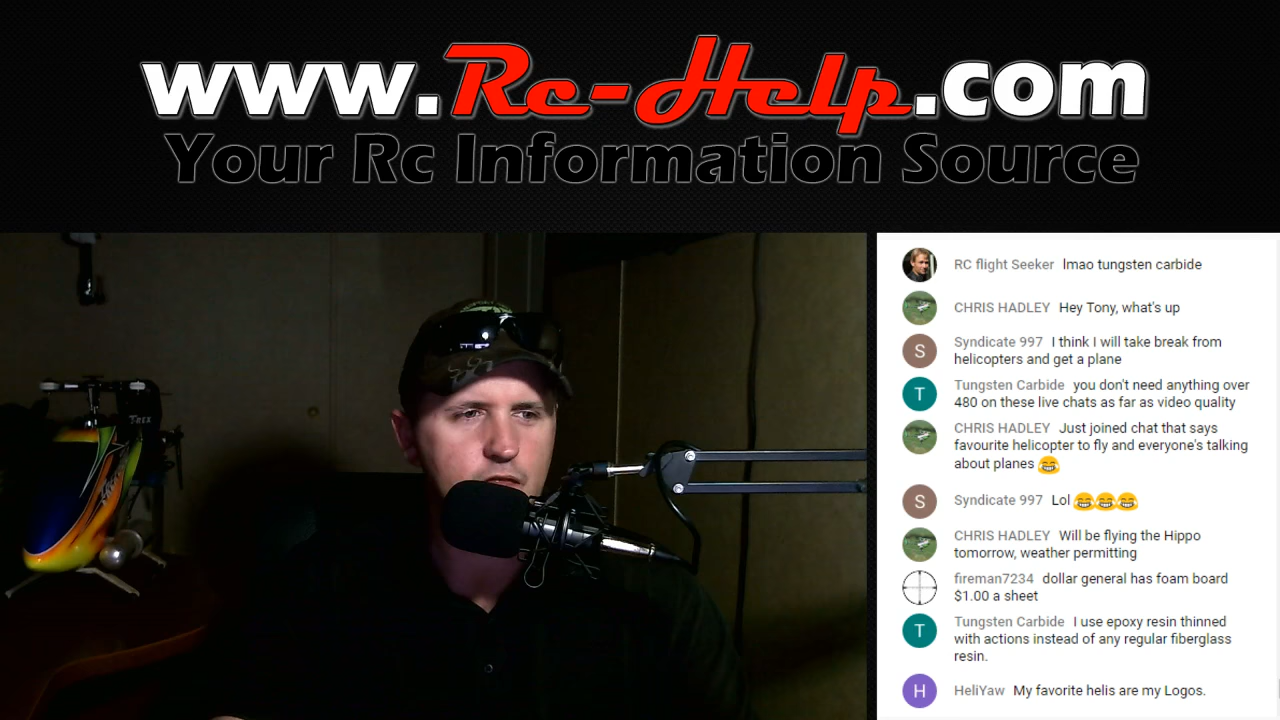 www.Rc-Help.com
Your Rc Information Source
TREX
RC flight Seeker lmao tungsten carbide
CHRIS HADLEY Hey Tony, what's up
S
Syndicate 997 I think I will take break from
helicopters and get a plane
T
Tungsten Carbide you don't need anything over
480 on these live chats as far as video quality
CHRIS HADLEY Just joined chat that says
favourite helicopter to fly and everyone's talking
about planes 😂
S
Syndicate 997 Lol 😂😂😂
CHRIS HADLEY Will be flying the Hippo
tomorrow, weather permitting
fireman7234 dollar general has foam board
$1.00 a sheet
T
Tungsten Carbide I use epoxy resin thinned
with actions instead of any regular fiberglass
resin.
H
HeliYaw My favorite helis are my Logos.